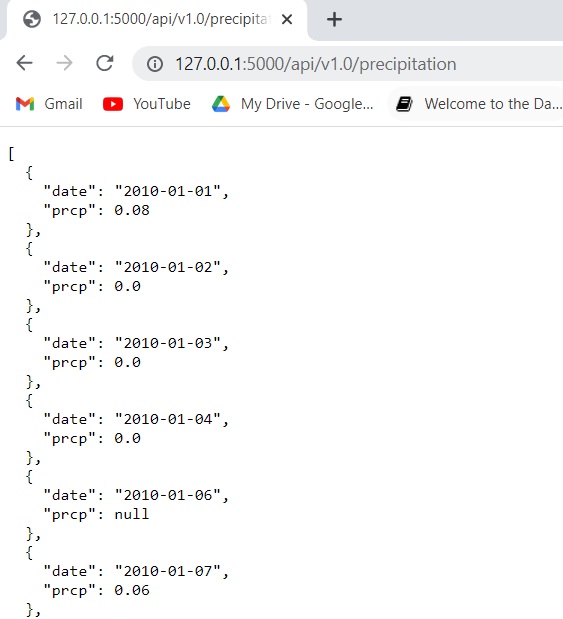 127.0.0.1:5000/api/v1.0/precipitat
127.0.0.1:5000/api/v1.0/precipitation
Gmail YouTube My Drive - Google... Welcome to the Da...
[
{
"date": "2010-01-01",
"prcp": 0.08
},
{
"date": "2010-01-02",
"prcp": 0.0
},
{
"date": "2010-01-03",
"prcp": 0.0
},
{
"date": "2010-01-04",
"prcp": 0.0
},
{
"date": "2010-01-06",
"prcp": null
},
{
"date": "2010-01-07",
"prcp": 0.06
},